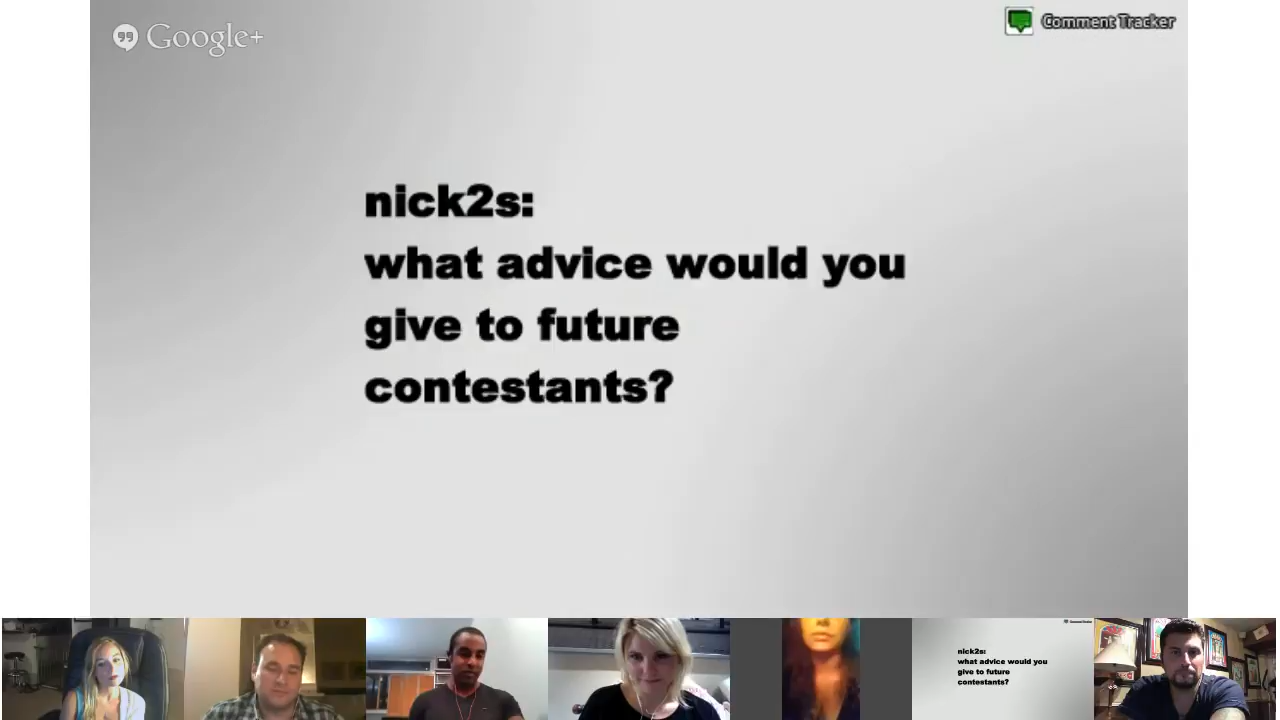 Google+
Comment Tracker
nick2s:
what advice would you
give to future
contestants?
nick2s:
what advice would you
give to future
contestants?